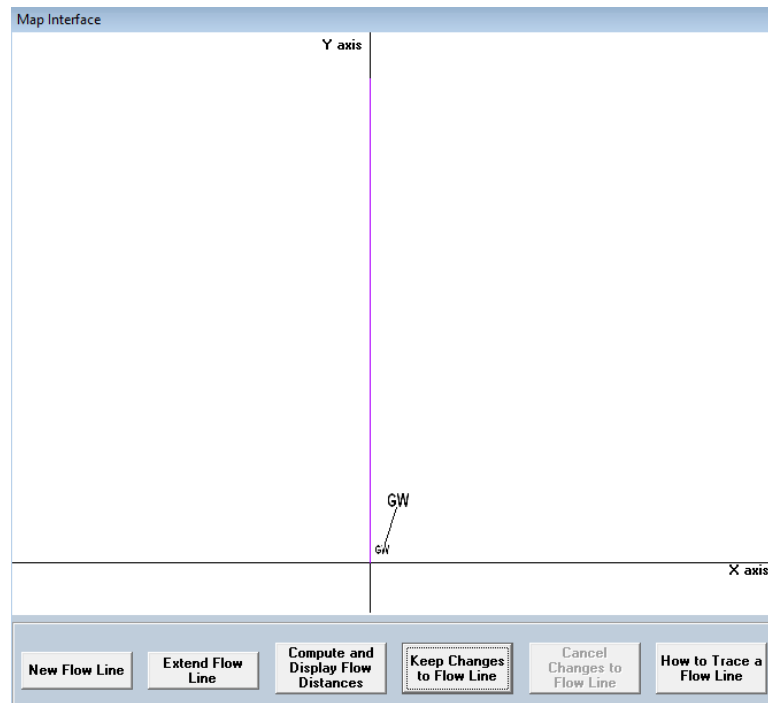 Map Interface
Y axis
GW
GW
X axis
New Flow Line
Extend Flow
Line
Compute and
Display Flow
Distances
Keep Changes
to Flow Line
Cancel
Changes to
Flow Line
How to Trace a
Flow Line